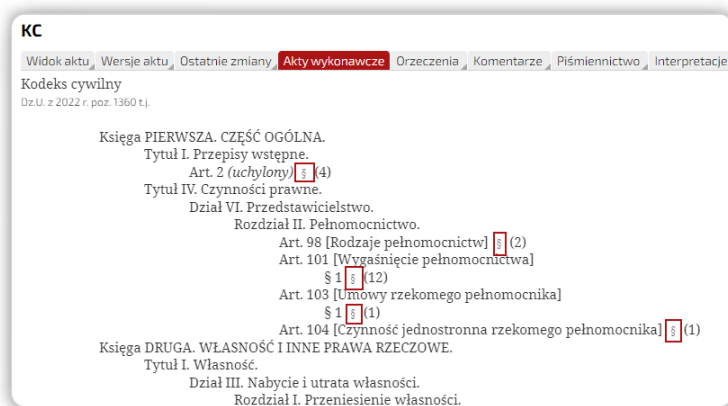 KC
Widok aktu Wersje aktu Ostatnie zmiany Akty wykonawcze Orzeczenia Komentarze Piśmiennictwo Interpretacje
Kodeks cywilny
Dz.U. z 2022 r. poz. 1360 t.j.
Księga PIERWSZA. CZĘŚĆ OGÓLNA.
Tytuł I. Przepisy wstępne.
Art. 2 (uchylony) § (4)
Tytuł IV. Czynności prawne.
Dział VI. Przedstawicielstwo.
Rozdział II. Pełnomocnictwo.
Art. 98 [Rodzaje pełnomocnictw] § (2)
Art. 101 [Wygaśnięcie pełnomocnictwa]
§ 1 § (12)
Art. 103 [Umowy rzekomego pełnomocnika]
§ 1 § (1)
Art. 104 [Czynność jednostronna rzekomego pełnomocnika] § (1)
Księga DRUGA. WŁASNOŚĆ I INNE PRAWA RZECZOWE.
Tytuł I. Własność.
Dział III. Nabycie i utrata własności.
Rozdział I. Przeniesienie własności.